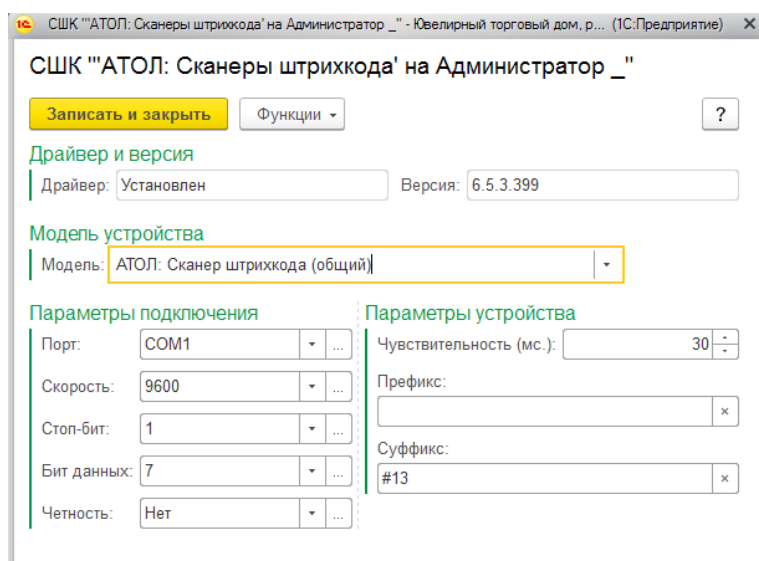 СШК "'АТОЛ: Сканеры штрихкода' на Администратор _" - Ювелирный торговый дом, р... (1С:Предприятие)
СШК "'АТОЛ: Сканеры штрихкода' на Администратор _"
Записать и закрыть Функции ?
Драйвер и версия
Драйвер: Установлен Версия: 6.5.3.399
Модель устройства
Модель: АТОЛ: Сканер штрихкода (общий)
Параметры подключения Параметры устройства
Порт: COM1 ... Чувствительность (мс.): 30
Скорость: 9600 ... Префикс:
Стоп-бит: 1 ...
Суффикс:
Бит данных: 7 ... #13
Четность: Нет ...